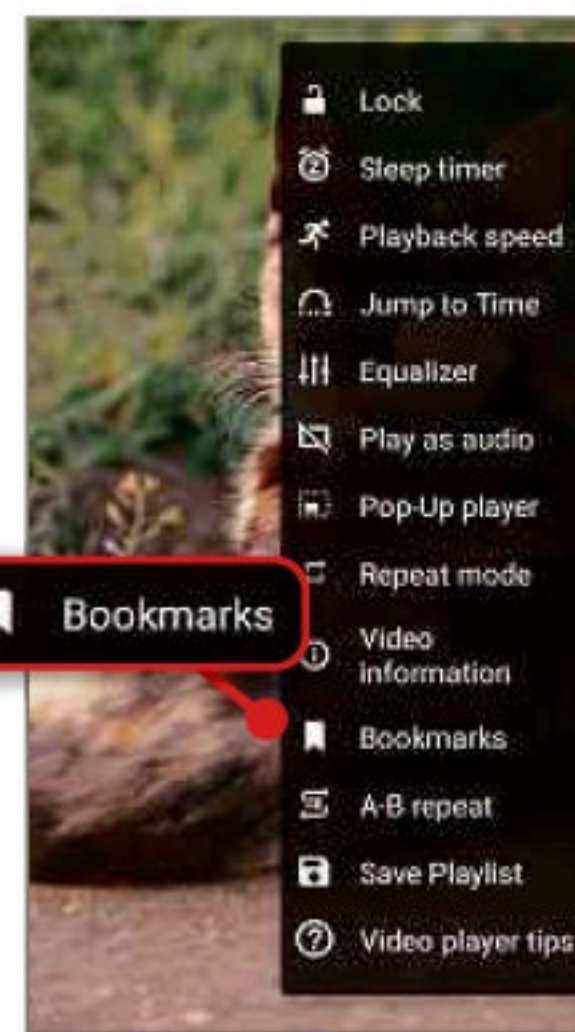 Lock
Sleep timer
Playback speed
Jump to Time
Equalizer
Play as audio
Pop-Up player
Repeat mode
Bookmarks
Video
information
Bookmarks
A-B repeat
Save Playlist
Video player tips